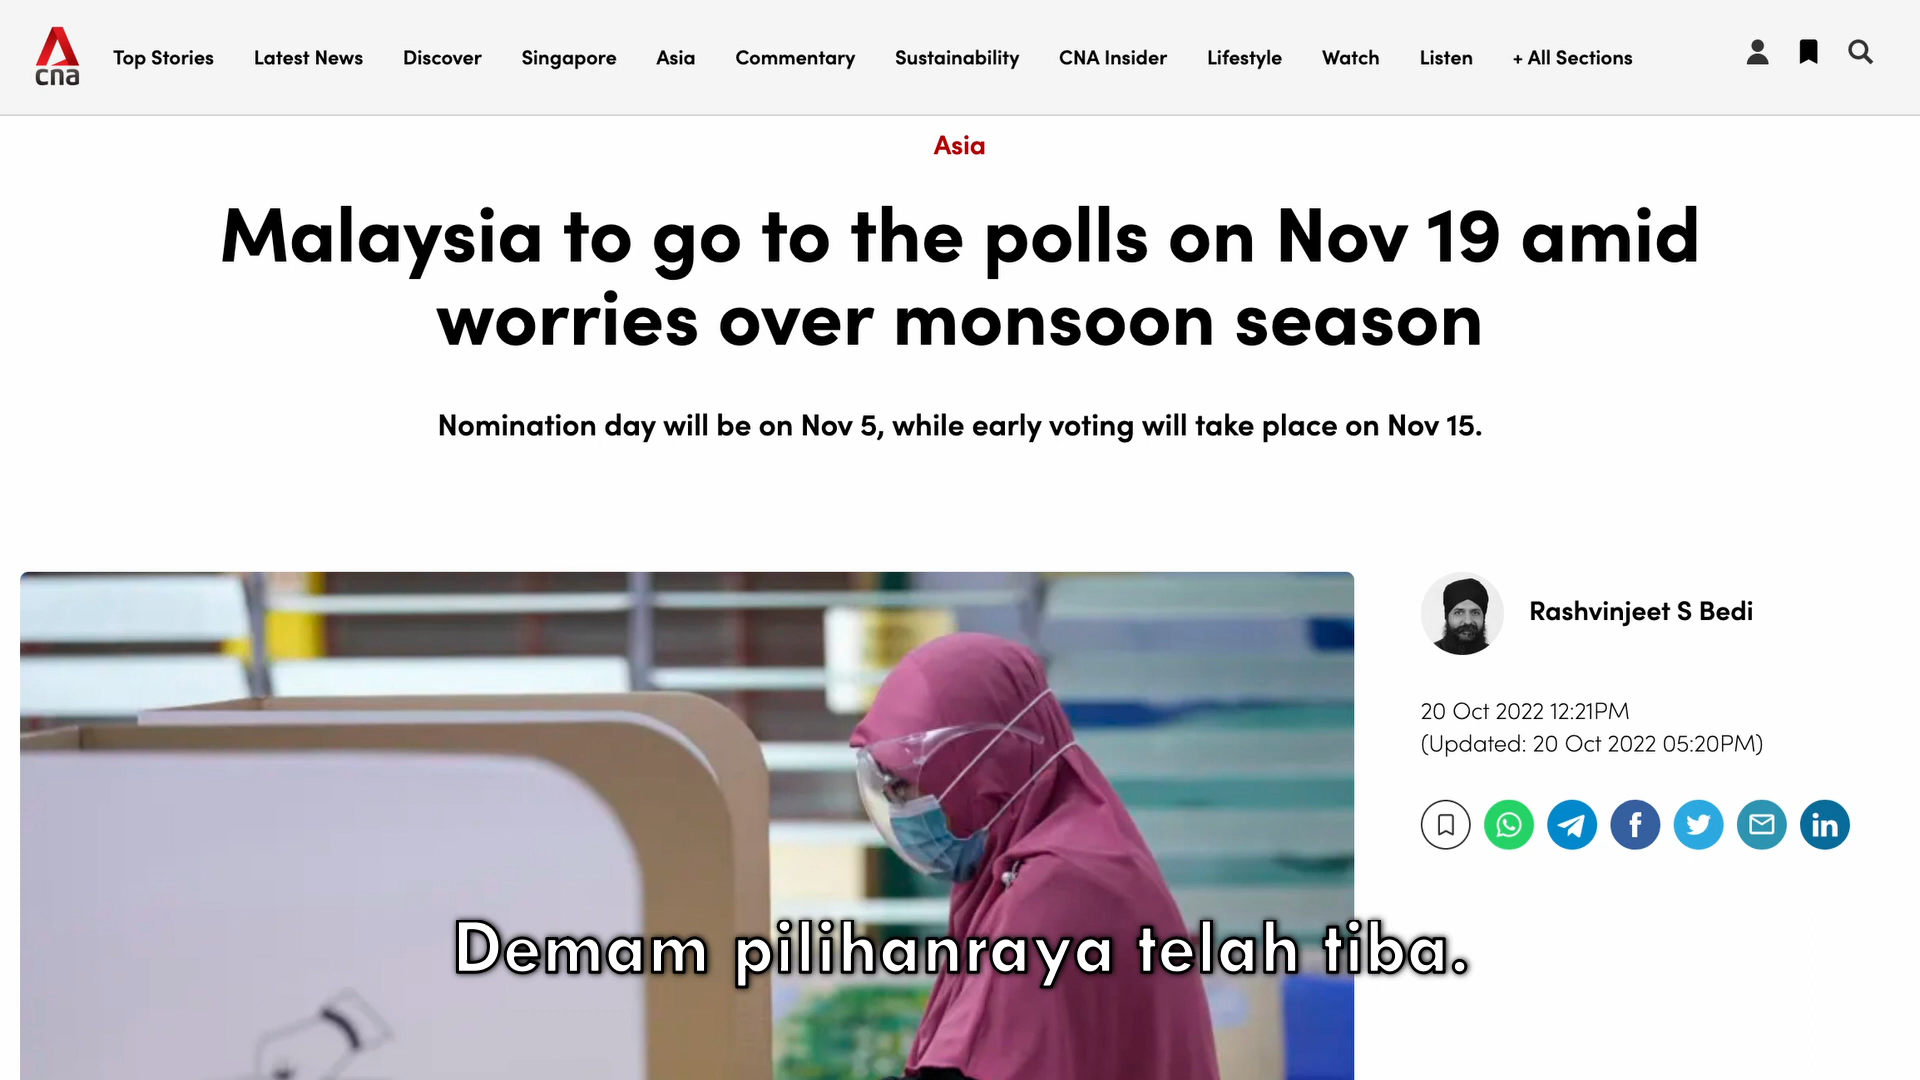 cna
Top Stories
Latest News
Discover
Singapore
Asia
Commentary
Sustainability
CNA Insider
Lifestyle
Watch
Listen
+ All Sections
Asia
Malaysia to go to the polls on Nov 19 amid
worries over monsoon season
Nomination day will be on Nov 5, while early voting will take place on Nov 15.
Rashvinjeet S Bedi
20 Oct 2022 12:21PM
(Updated: 20 Oct 2022 05:20PM)
Demam pilihanraya telah tiba.